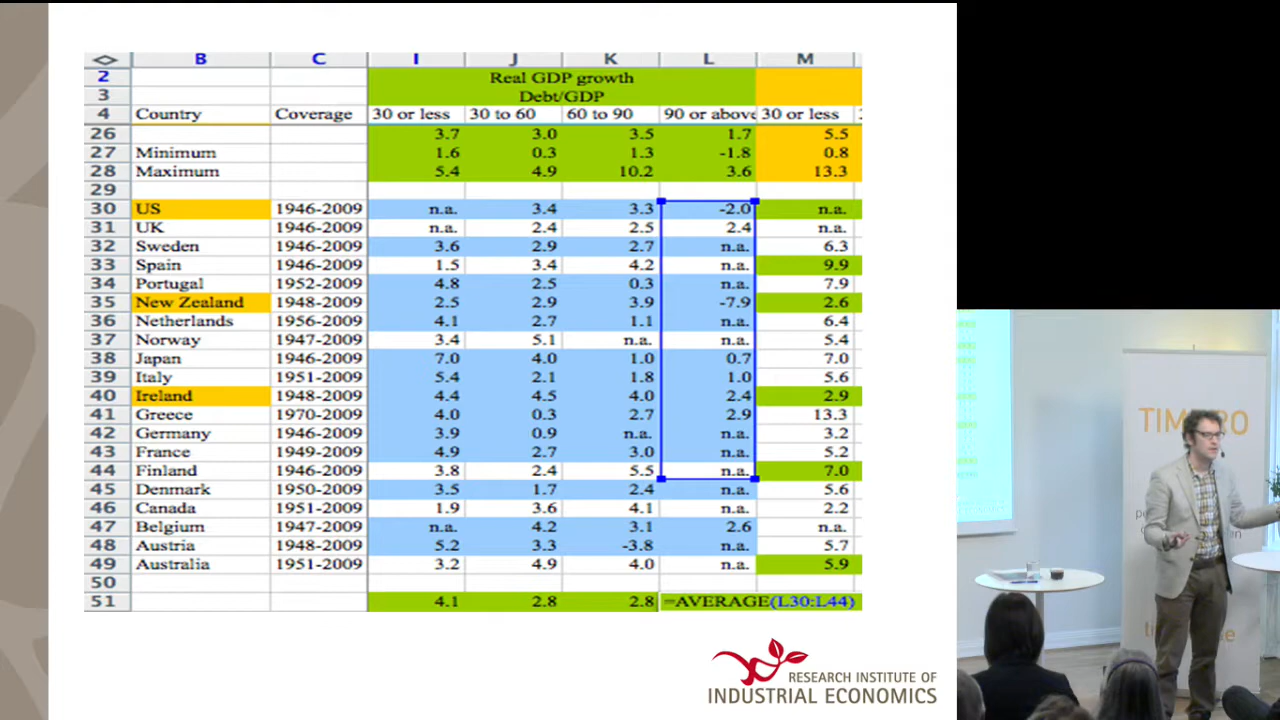 B C I J K L M
2 Real GDP growth
3 Debt/GDP
4 Country Coverage 30 or less 30 to 60 60 to 90 90 or above 30 or less
26 3.7 3.0 3.5 1.7 5.5
27 Minimum 1.6 0.3 1.3 -1.8 0.8
28 Maximum 5.4 4.9 10.2 3.6 13.3
29
30 US 1946-2009 n.a. 3.4 3.3 -2.0 n.a.
31 UK 1946-2009 n.a. 2.4 2.5 2.4 n.a.
32 Sweden 1946-2009 3.6 2.9 2.7 n.a. 6.3
33 Spain 1946-2009 1.5 3.4 4.2 n.a. 9.9
34 Portugal 1952-2009 4.8 2.5 0.3 n.a. 7.9
35 New Zealand 1948-2009 2.5 2.9 3.9 -7.9 2.6
36 Netherlands 1956-2009 4.1 2.7 1.1 n.a. 6.4
37 Norway 1947-2009 3.4 5.1 n.a. n.a. 5.4
38 Japan 1946-2009 7.0 4.0 1.0 0.7 7.0
39 Italy 1951-2009 5.4 2.1 1.8 1.0 5.6
40 Ireland 1948-2009 4.4 4.5 4.0 2.4 2.9
41 Greece 1970-2009 4.0 0.3 2.7 2.9 13.3
42 Germany 1946-2009 3.9 0.9 n.a. n.a. 3.2
43 France 1949-2009 4.9 2.7 3.0 n.a. 5.2
44 Finland 1946-2009 3.8 2.4 5.5 n.a. 7.0
45 Denmark 1950-2009 3.5 1.7 2.4 n.a. 5.6
46 Canada 1951-2009 1.9 3.6 4.1 n.a. 2.2
47 Belgium 1947-2009 n.a. 4.2 3.1 2.6 n.a.
48 Austria 1948-2009 5.2 3.3 -3.8 n.a. 5.7
49 Australia 1951-2009 3.2 4.9 4.0 n.a. 5.9
50
51 4.1 2.8 2.8 =AVERAGE(L30:L44)
RESEARCH INSTITUTE OF
INDUSTRIAL ECONOMICS